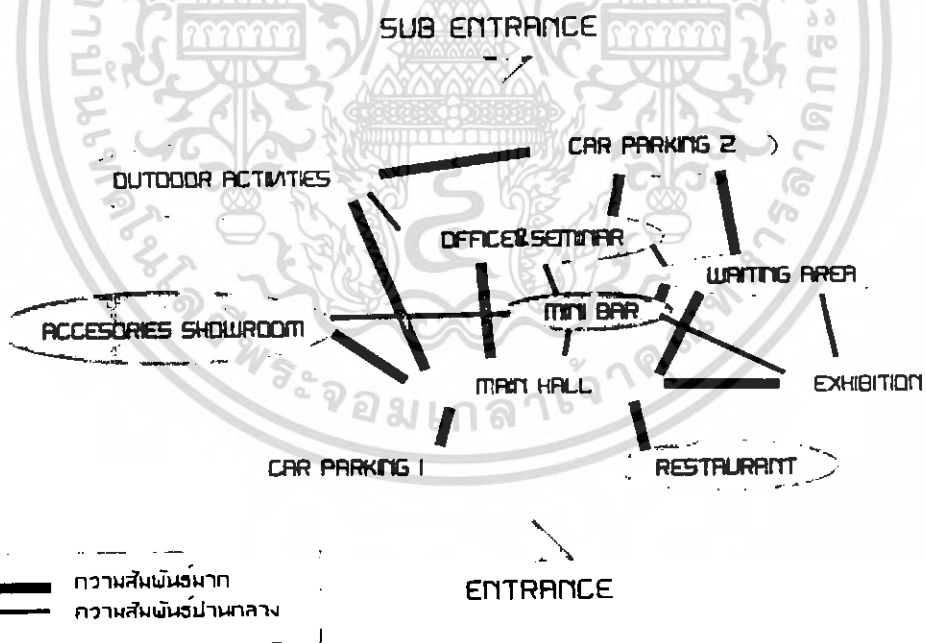 SUB ENTRANCE
CAR PARKING 2
OUTDOOR ACTIVITIES
OFFICE&SEMINAR
WAITING AREA
MINI BAR
ACCESORIES SHOWROOM
MAIN HALL
EXHIBITION
CAR PARKING 1
RESTAURANT
ENTRANCE
ความสัมพันธ์มาก
ความสัมพันธ์ปานกลาง